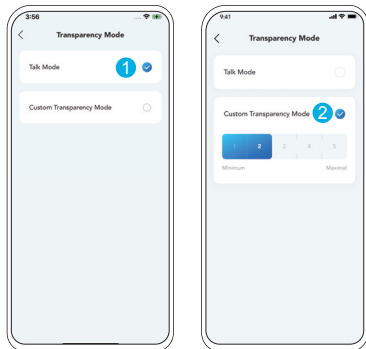 3:56
Transparency Mode
Talk Mode
1
Custom Transparency Mode
9:41
Transparency Mode
Talk Mode
Custom Transparency Mode
2
1 2 3 4 5
Minimum Maximal